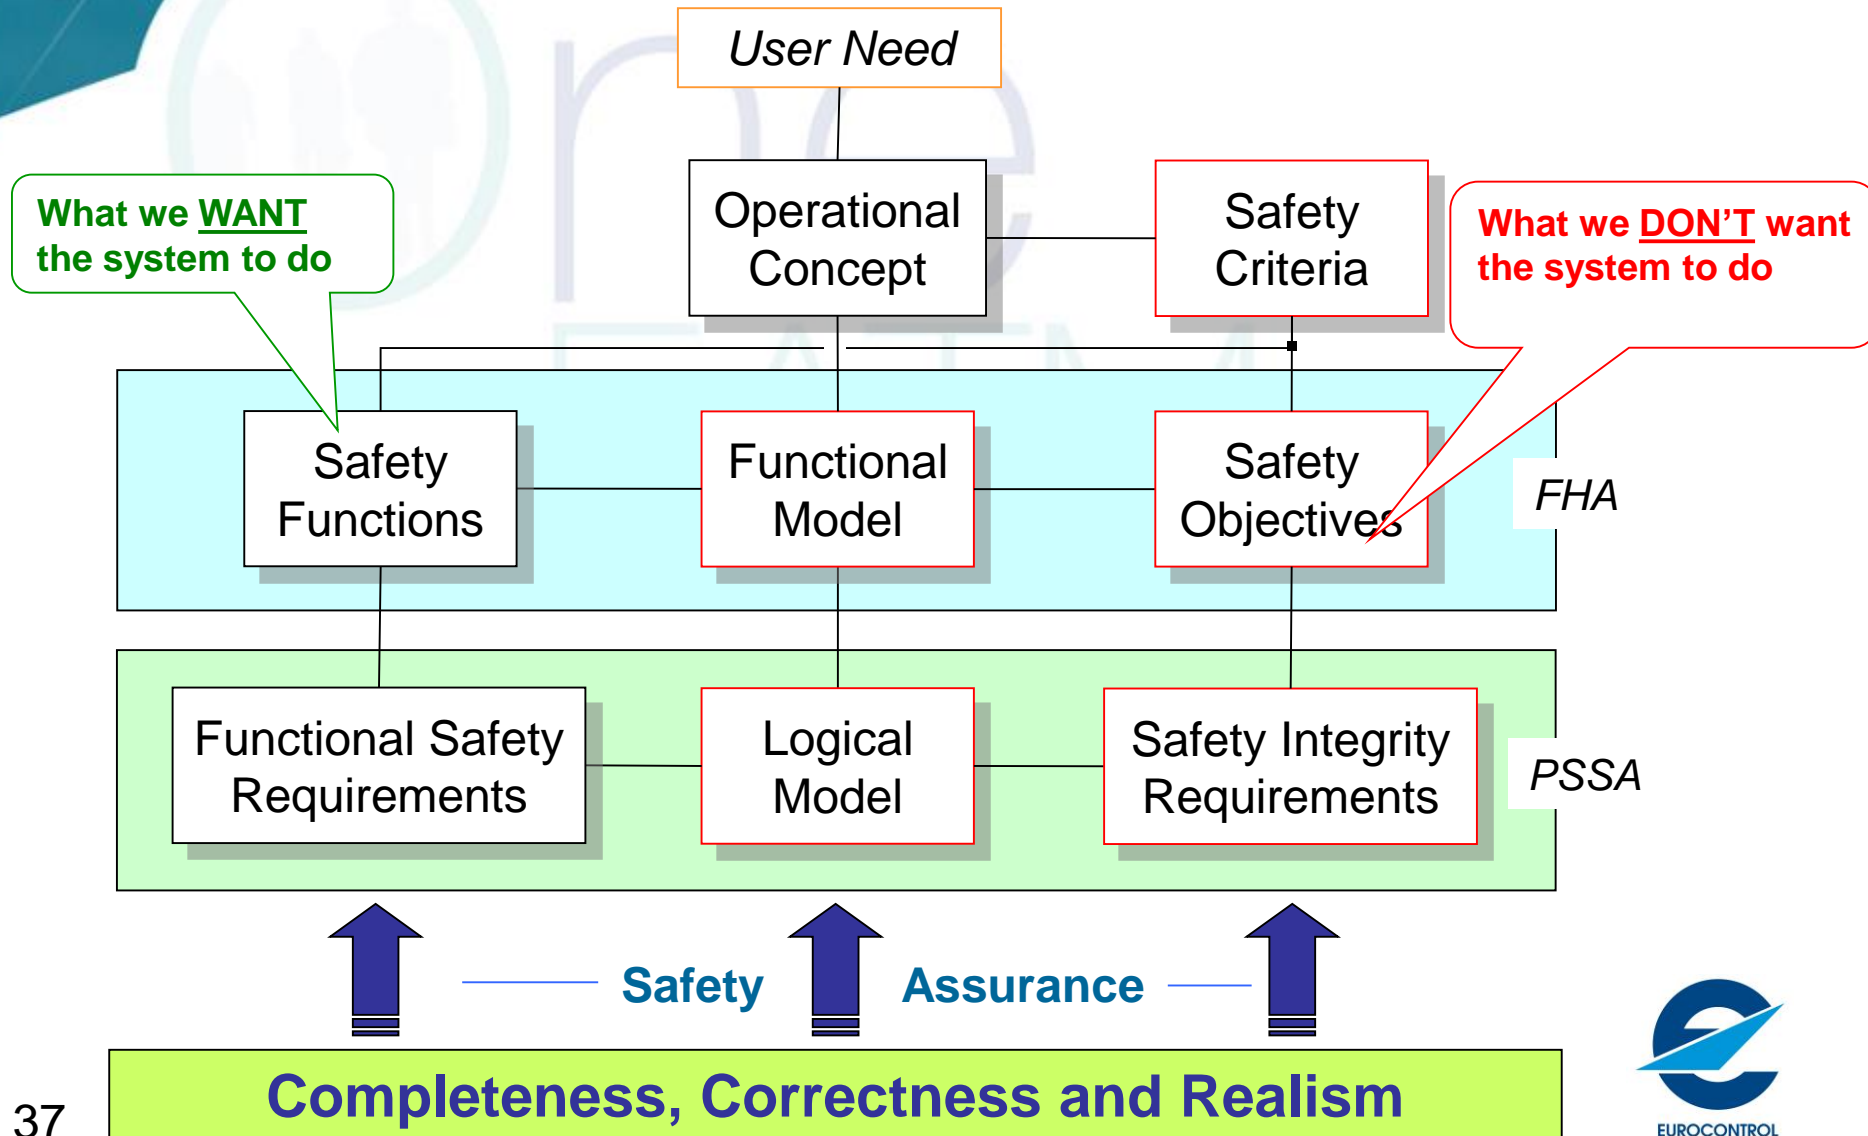 User Need
Operational
Concept
Safety
Criteria
What we WANT
the system to do
What we DON'T want
the system to do
Safety
Functions
Functional
Model
Safety
Objectives
FHA
Functional Safety
Requirements
Logical
Model
Safety Integrity
Requirements
PSSA
Safety Assurance
Completeness, Correctness and Realism
37
EUROCONTROL
One
EATM